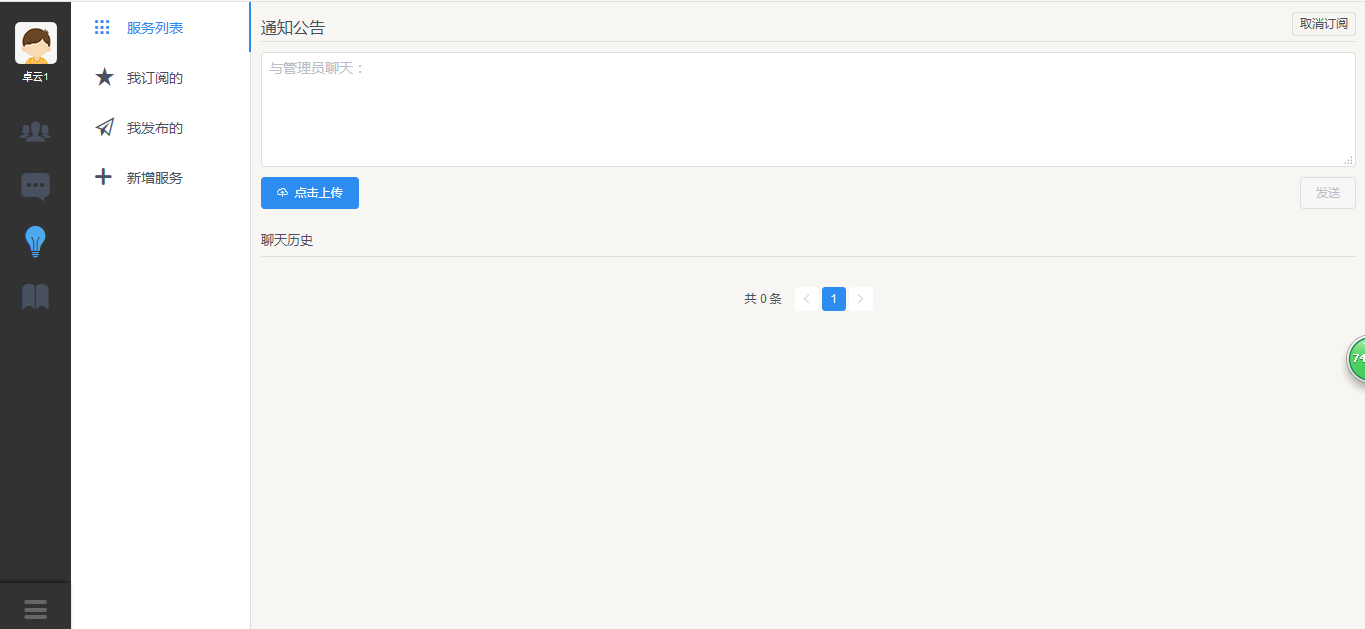 卓云1
服务列表
我订阅的
我发布的
新增服务
通知公告
取消订阅
与管理员聊天：
点击上传
发送
聊天历史
共 0 条
1
74